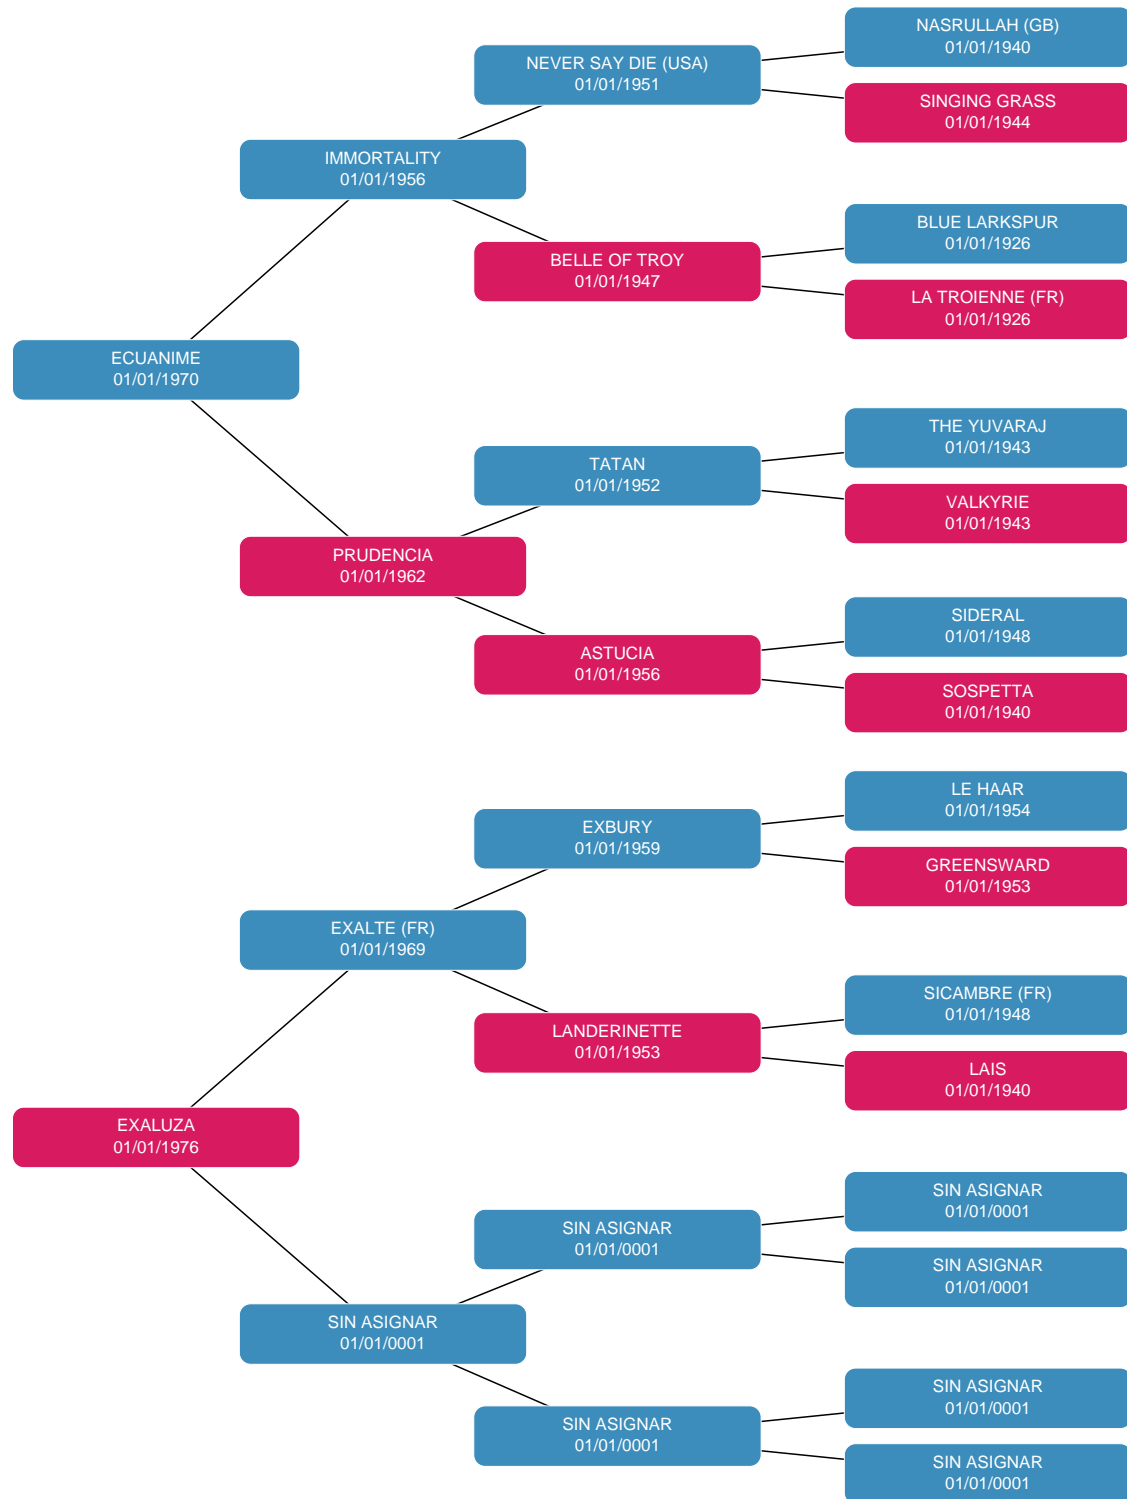 NASRULLAH (GB)
01/01/1940
NEVER SAY DIE (USA)
01/01/1951
SINGING GRASS
01/01/1944
IMMORTALITY
01/01/1956
BLUE LARKSPUR
01/01/1926
BELLE OF TROY
01/01/1947
LA TROIENNE (FR)
01/01/1926
ECUANIME
01/01/1970
THE YUVARAJ
01/01/1943
TATAN
01/01/1952
VALKYRIE
01/01/1943
PRUDENCIA
01/01/1962
SIDERAL
01/01/1948
ASTUCIA
01/01/1956
SOSPETTA
01/01/1940
LE HAAR
01/01/1954
EXBURY
01/01/1959
GREENSWARD
01/01/1953
EXALTE (FR)
01/01/1969
SICAMBRE (FR)
01/01/1948
LANDERINETTE
01/01/1953
LAIS
01/01/1940
EXALUZA
01/01/1976
SIN ASIGNAR
01/01/0001
SIN ASIGNAR
01/01/0001
SIN ASIGNAR
01/01/0001
SIN ASIGNAR
01/01/0001
SIN ASIGNAR
01/01/0001
SIN ASIGNAR
01/01/0001
SIN ASIGNAR
01/01/0001